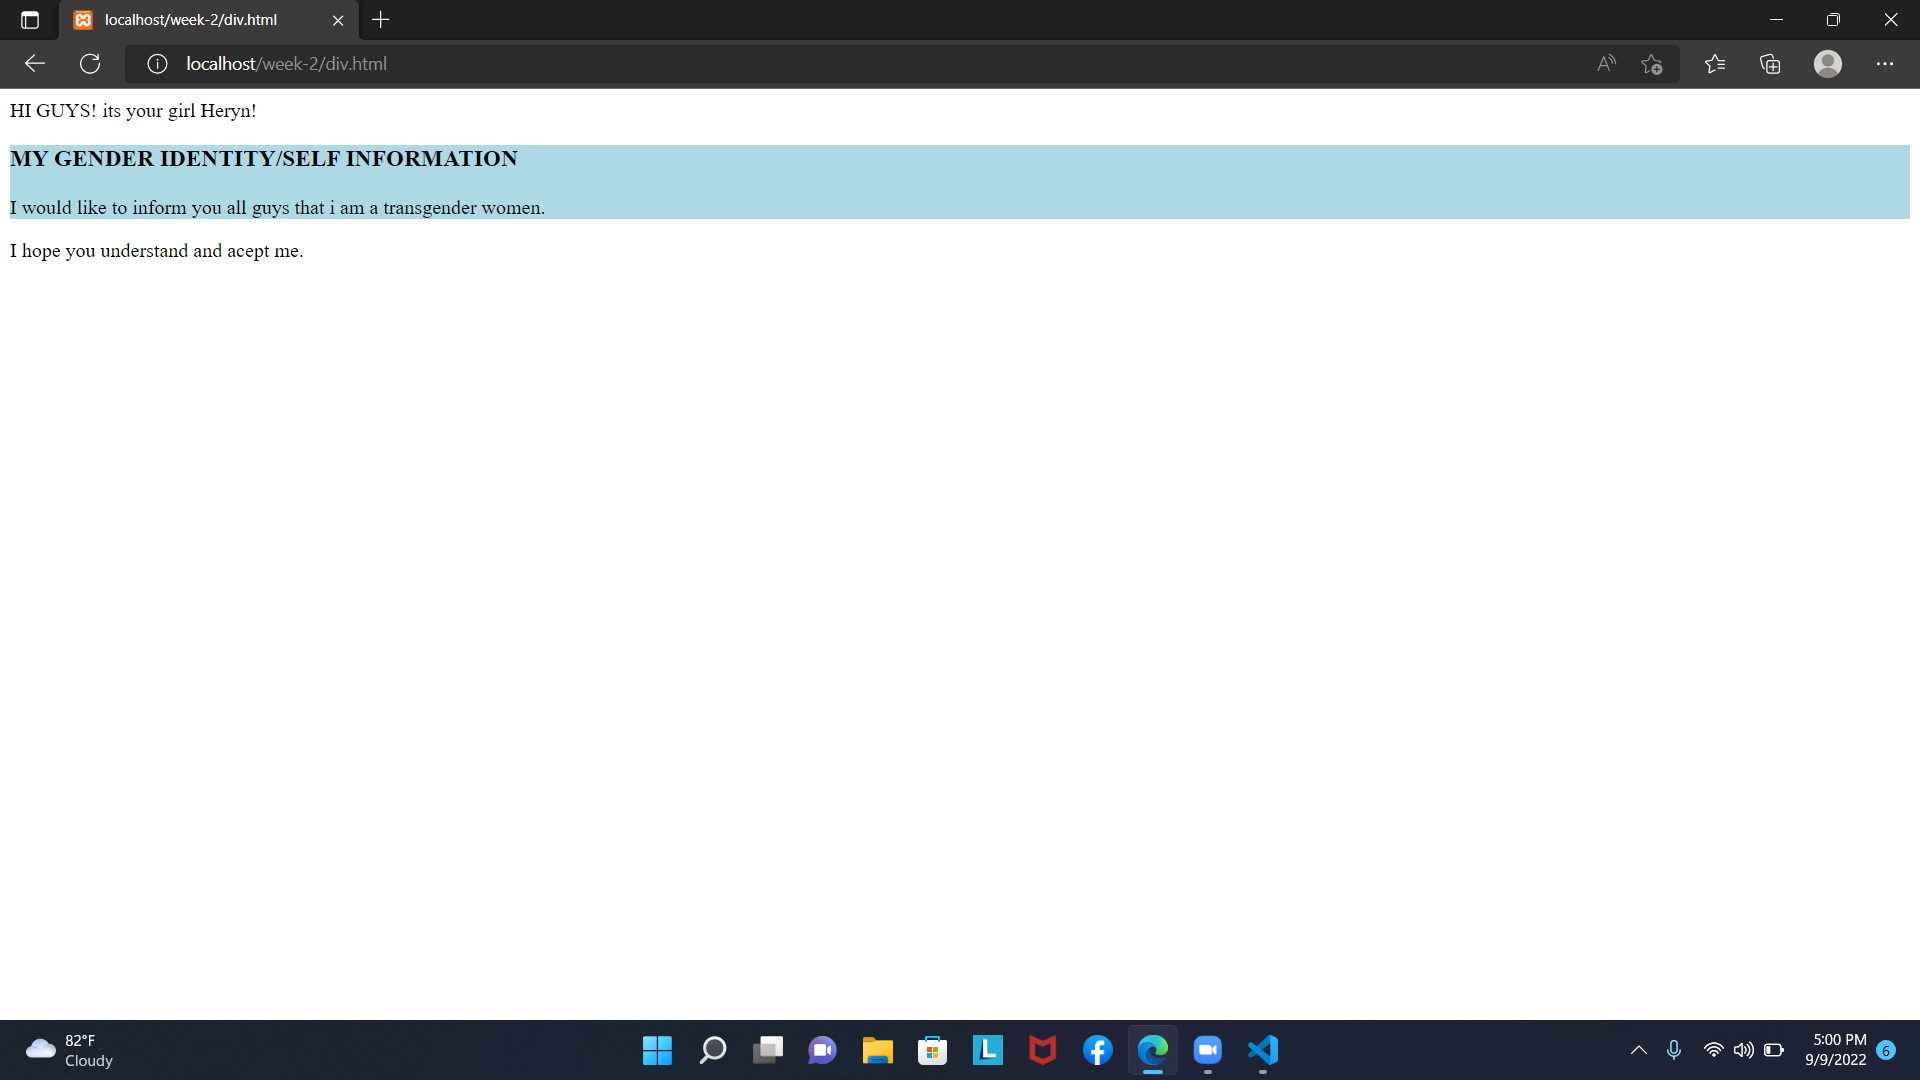 localhost/week-2/div.html
localhost/week-2/div.html
HI GUYS! its your girl Heryn!
MY GENDER IDENTITY/SELF INFORMATION
I would like to inform you all guys that i am a transgender women.
I hope you understand and acept me.
82°F
Cloudy
5:00 PM
9/9/2022
6